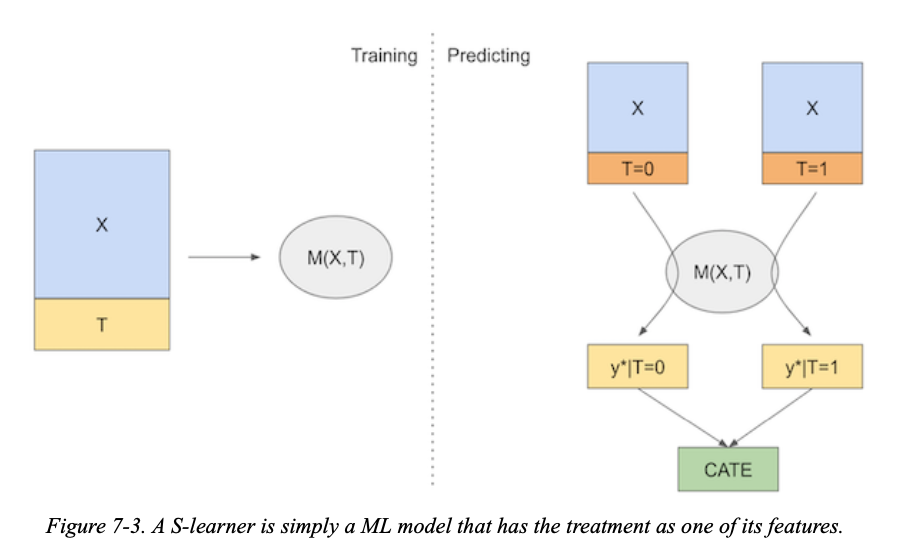 Training
Predicting
X
T
M(X,T)
X
X
T=0
T=1
M(X,T)
y*|T=0
y*|T=1
CATE
Figure 7-3. A S-learner is simply a ML model that has the treatment as one of its features.